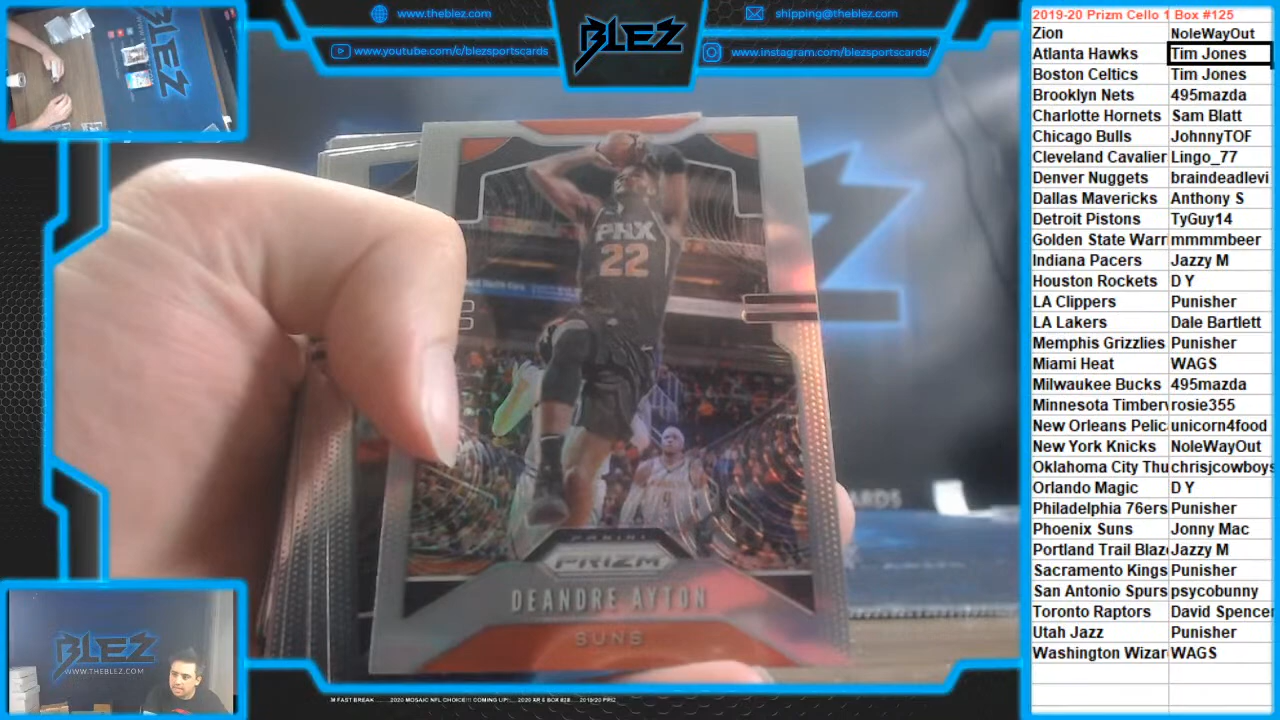 www.theblez.com
shipping@theblez.com
www.youtube.com/c/blezsportscards
www.instagram.com/blezsportscards/
BLEZ
2019-20 Prizm Cello 1 Box #125
Zion NoleWayOut
Atlanta Hawks Tim Jones
Boston Celtics Tim Jones
Brooklyn Nets 495mazda
Charlotte Hornets Sam Blatt
Chicago Bulls JohnnyTOF
Cleveland Cavalier Lingo_77
Denver Nuggets braindeadlevi
Dallas Mavericks Anthony S
Detroit Pistons TyGuy14
Golden State Warr mmmmbeer
Indiana Pacers Jazzy M
Houston Rockets D Y
LA Clippers Punisher
LA Lakers Dale Bartlett
Memphis Grizzlies Punisher
Miami Heat WAGS
Milwaukee Bucks 495mazda
Minnesota Timberv rosie355
New Orleans Pelic unicorn4food
New York Knicks NoleWayOut
Oklahoma City Thu chrisjcowboys
Orlando Magic D Y
Philadelphia 76ers Punisher
Phoenix Suns Jonny Mac
Portland Trail Blaz Jazzy M
Sacramento Kings Punisher
San Antonio Spurs psycobunny
Toronto Raptors David Spencer
Utah Jazz Punisher
Washington Wizar WAGS
PHX
22
PANINI
PRIZM
DEANDRE AYTON
SUNS
BLEZ
WWW.THEBLEZ.COM
M FAST BREAK
2020 MOSAIC NFL CHOICE!!! COMING UP!